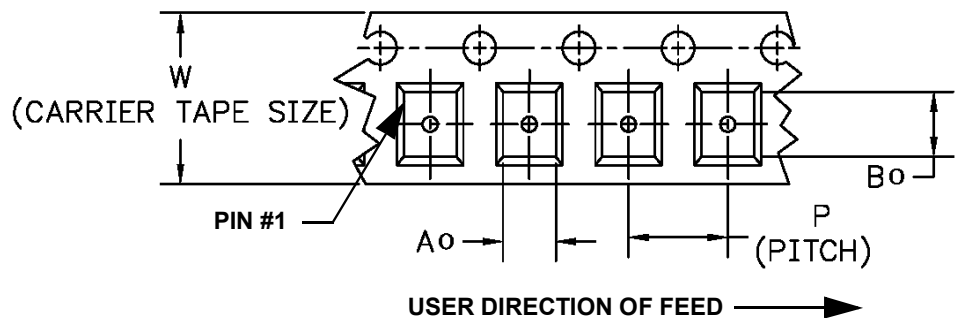 W
(CARRIER TAPE SIZE)
PIN #1
Ao
Bo
P
(PITCH)
USER DIRECTION OF FEED